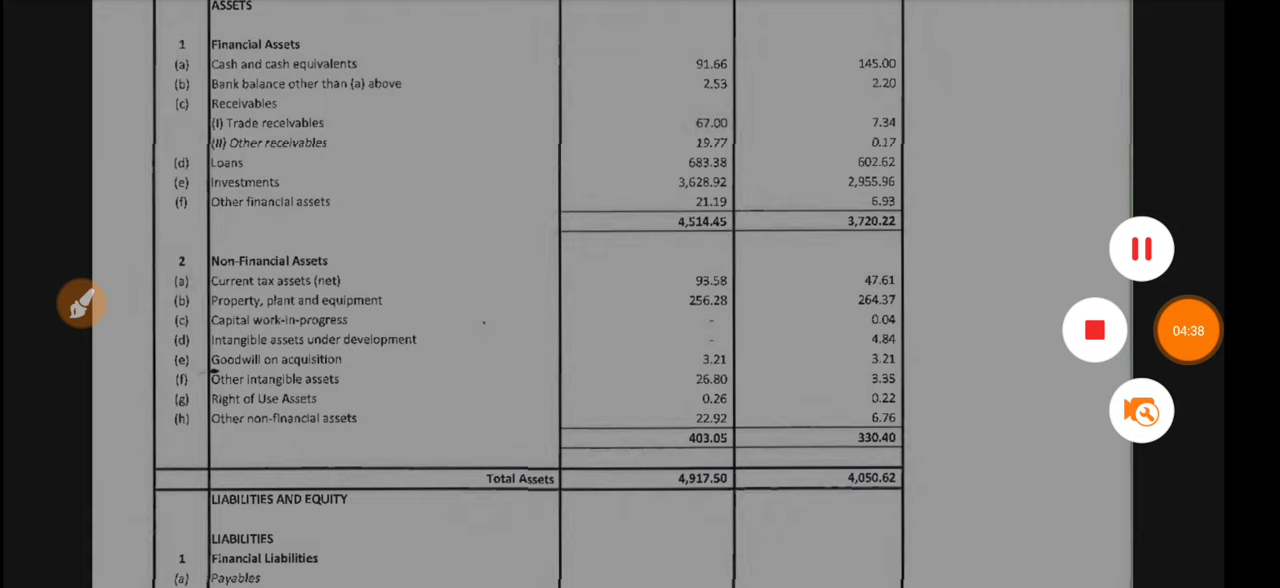 ASSETS
1 Financial Assets
(a) Cash and cash equivalents 91.66 145.00
(b) Bank balance other than (a) above 2.53 2.20
(c) Receivables
(I) Trade receivables 67.00 7.34
(II) Other receivables 19.77 0.17
(d) Loans 683.38 602.62
(e) Investments 3,628.92 2,955.96
(f) Other financial assets 21.19 6.93
4,514.45 3,720.22
2 Non-Financial Assets
(a) Current tax assets (net) 93.58 47.61
(b) Property, plant and equipment 256.28 264.37
(c) Capital work-in-progress - 0.04
(d) Intangible assets under development - 4.84
(e) Goodwill on acquisition 3.21 3.21
(f) Other intangible assets 26.80 3.35
(g) Right of Use Assets 0.26 0.22
(h) Other non-financial assets 22.92 6.76
403.05 330.40
Total Assets 4,917.50 4,050.62
LIABILITIES AND EQUITY
LIABILITIES
1 Financial Liabilities
(a) Payables
04:38